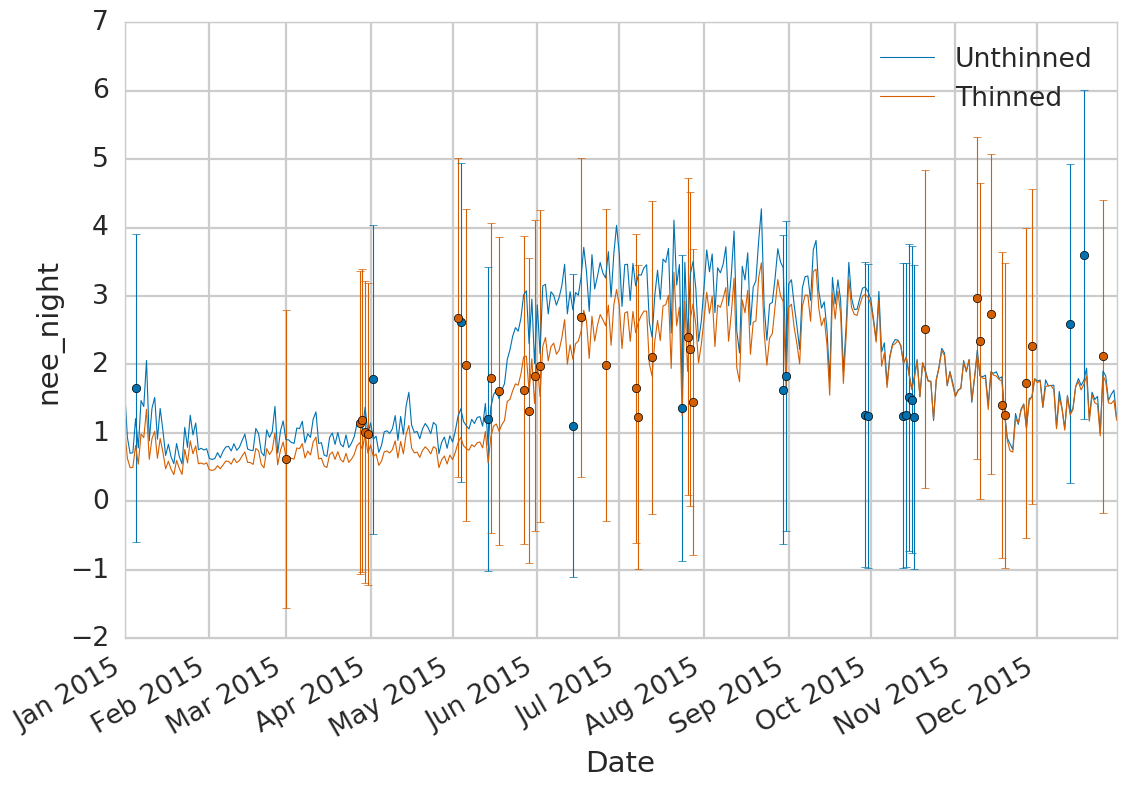 7
6
5
4
3
2
1
0
−1
−2
nee_night
Unthinned
Thinned
Jan 2015
Feb 2015
Mar 2015
Apr 2015
May 2015
Jun 2015
Jul 2015
Aug 2015
Sep 2015
Oct 2015
Nov 2015
Dec 2015
Date